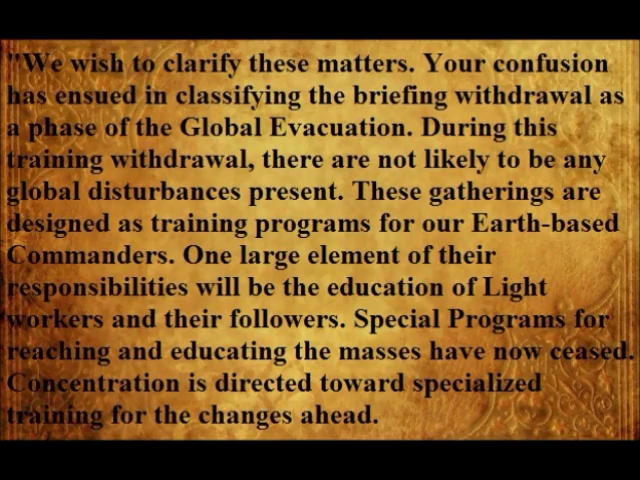 "We wish to clarify these matters. Your confusion
has ensued in classifying the briefing withdrawal as
a phase of the Global Evacuation. During this
training withdrawal, there are not likely to be any
global disturbances present. These gatherings are
designed as training programs for our Earth-based
Commanders. One large element of their
responsibilities will be the education of Light
workers and their followers. Special Programs for
reaching and educating the masses have now ceased.
Concentration is directed toward specialized
training for the changes ahead.